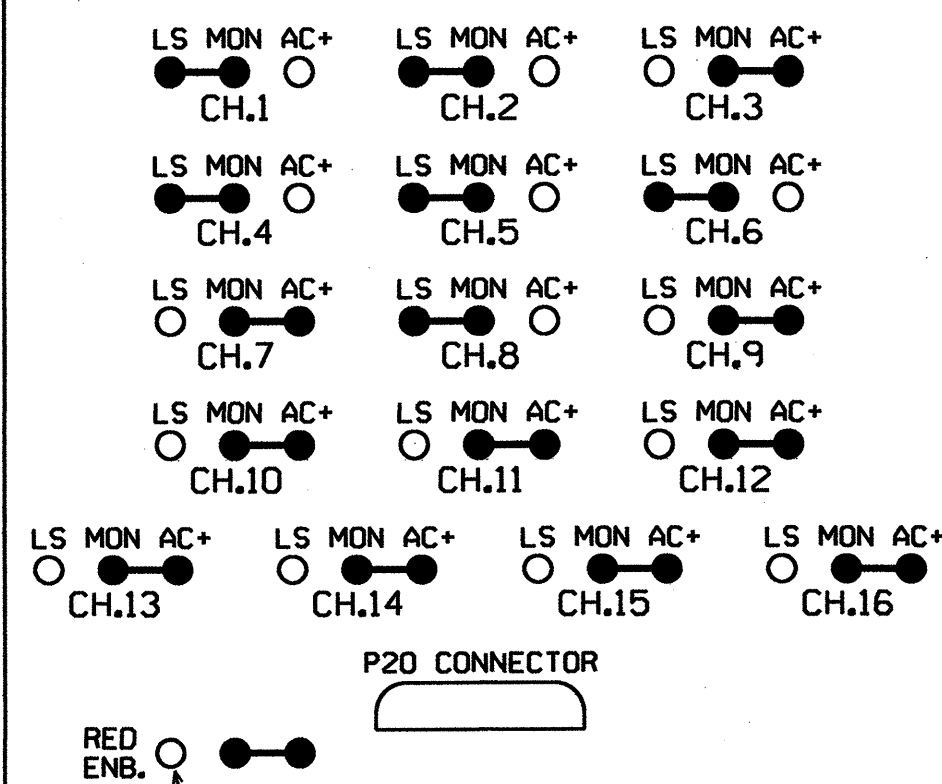 LS MON AC+ LS MON AC+ LS MON AC+
CH.1 CH.2 CH.3
LS MON AC+ LS MON AC+ LS MON AC+
CH.4 CH.5 CH.6
LS MON AC+ LS MON AC+ LS MON AC+
CH.7 CH.8 CH.9
LS MON AC+ LS MON AC+ LS MON AC+
CH.10 CH.11 CH.12
LS MON AC+ LS MON AC+ LS MON AC+ LS MON AC+
CH.13 CH.14 CH.15 CH.16
P20 CONNECTOR
RED
ENB.